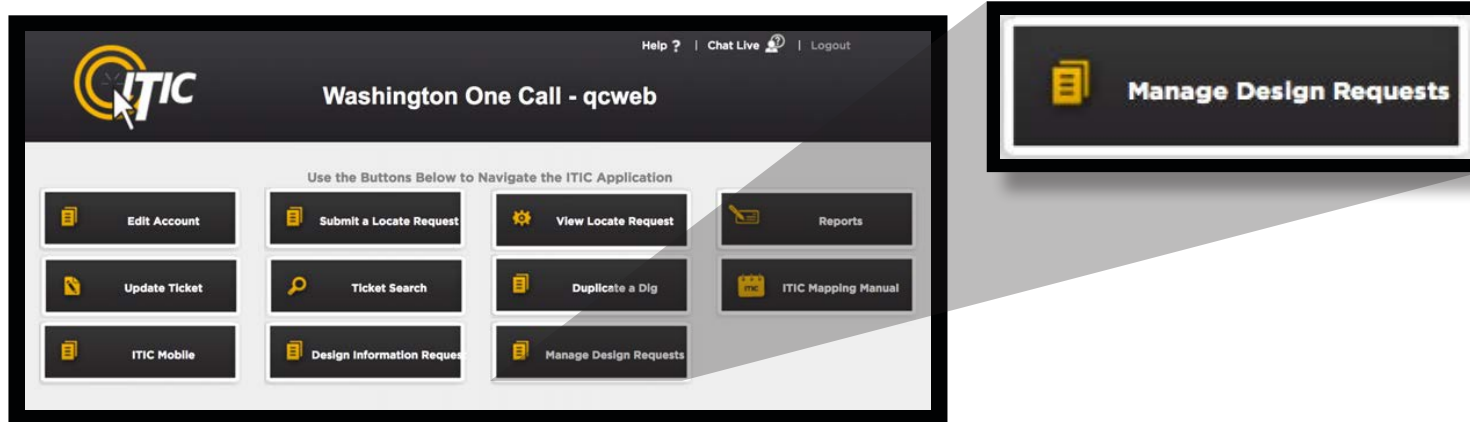 Help ? | Chat Live | Logout
ITIC
Washington One Call - qcweb
Use the Buttons Below to Navigate the ITIC Application
Edit Account
Submit a Locate Request
View Locate Request
Reports
Update Ticket
Ticket Search
Duplicate a Dig
ITIC
ITIC Mapping Manual
ITIC Mobile
Design Information Reques
Manage Design Requests
Manage Design Requests